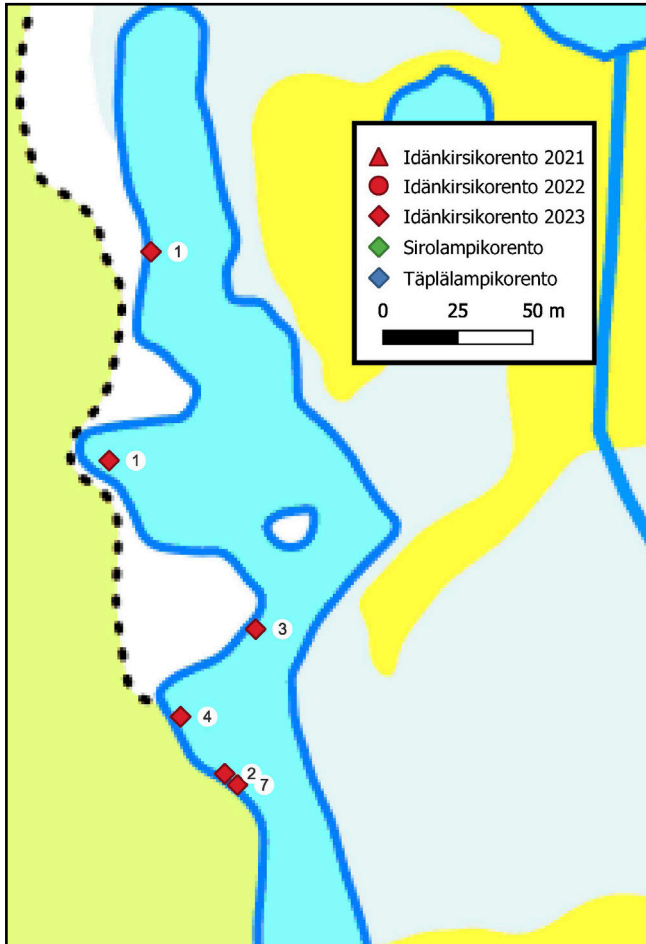 Idänkirsikorento 2021
Idänkirsikorento 2022
Idänkirsikorento 2023
Sirolampikorento
Täplälampikorento
0 25 50 m
1
1
3
4
2
7